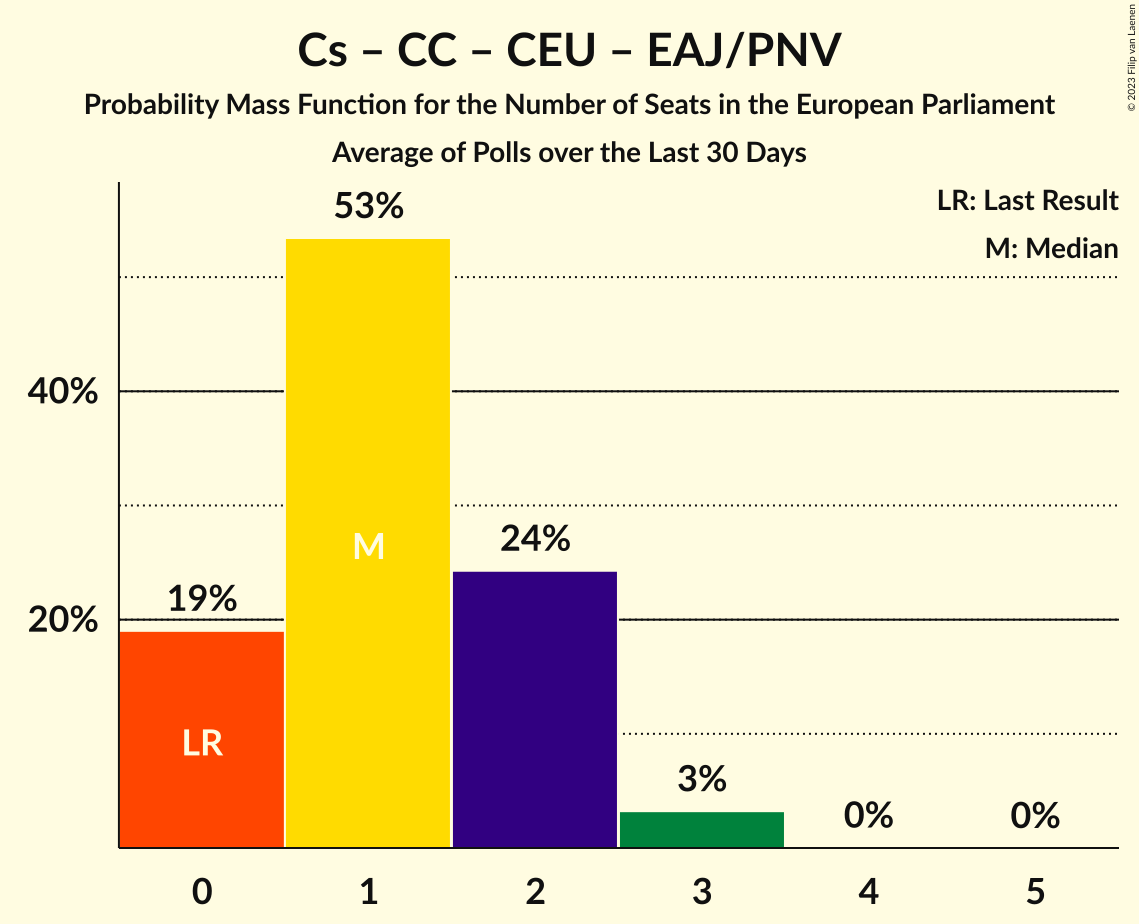 Cs – CC – CEU – EAJ/PNV
Probability Mass Function for the Number of Seats in the European Parliament
Average of Polls over the Last 30 Days
© 2023 Filip van Laenen
LR: Last Result
M: Median
53%
40%
M
24%
19%
20%
LR
3%
0%
0%
0
1
2
3
4
5